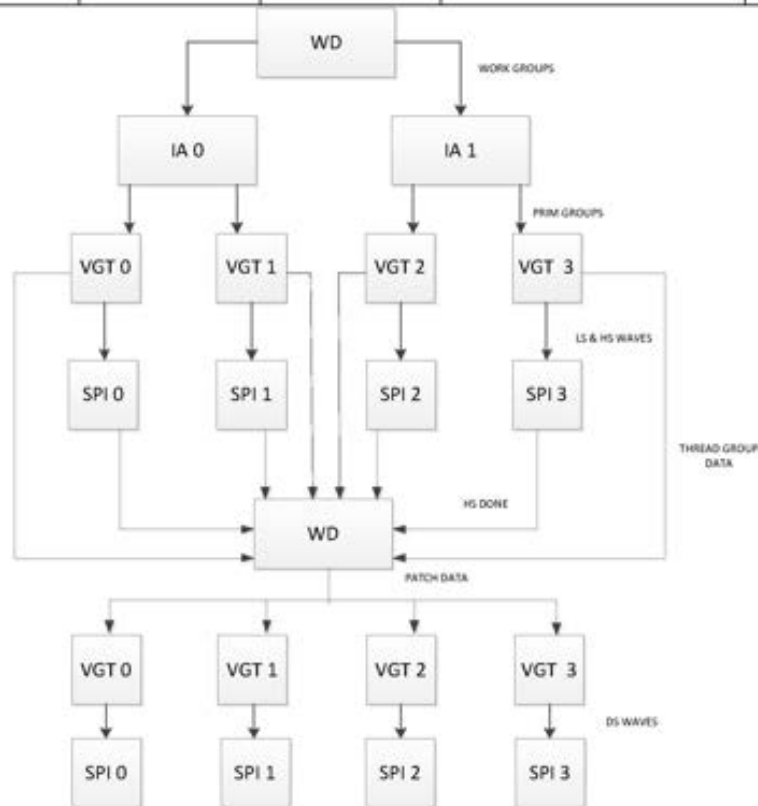 WD
WORK GROUPS
IA 0
IA 1
PRIM GROUPS
VGT 0
VGT 1
VGT 2
VGT 3
LS & HS WAVES
SPI 0
SPI 1
SPI 2
SPI 3
THREAD GROUP
DATA
HS DONE
WD
PATCH DATA
VGT 0
VGT 1
VGT 2
VGT 3
DS WAVES
SPI 0
SPI 1
SPI 2
SPI 3